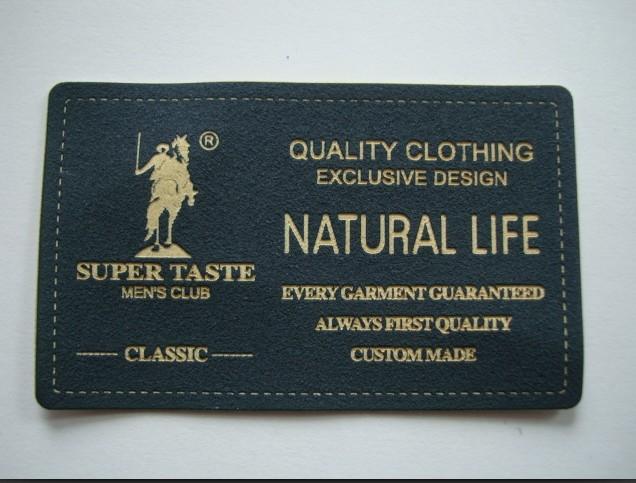 ®
SUPER TASTE
MEN'S CLUB
CLASSIC
QUALITY CLOTHING
EXCLUSIVE DESIGN
NATURAL LIFE
EVERY GARMENT GUARANTEED
ALWAYS FIRST QUALITY
CUSTOM MADE